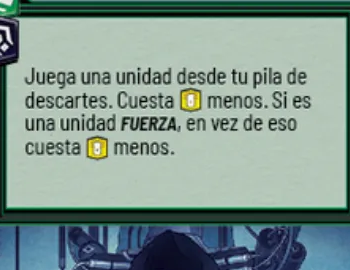 Juega una unidad desde tu pila de
descartes. Cuesta menos. Si es
una unidad FUERZA, en vez de eso
cuesta menos.